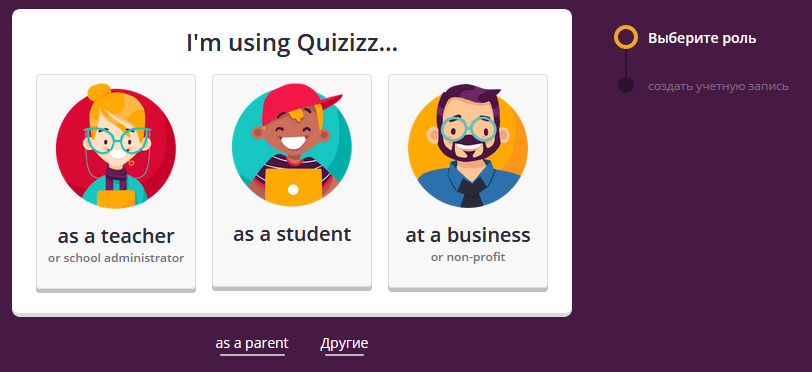 I'm using Quizizz...
as a teacher
or school administrator
as a student
at a business
or non-profit
as a parent
Другие
Выберите роль
создать учетную запись